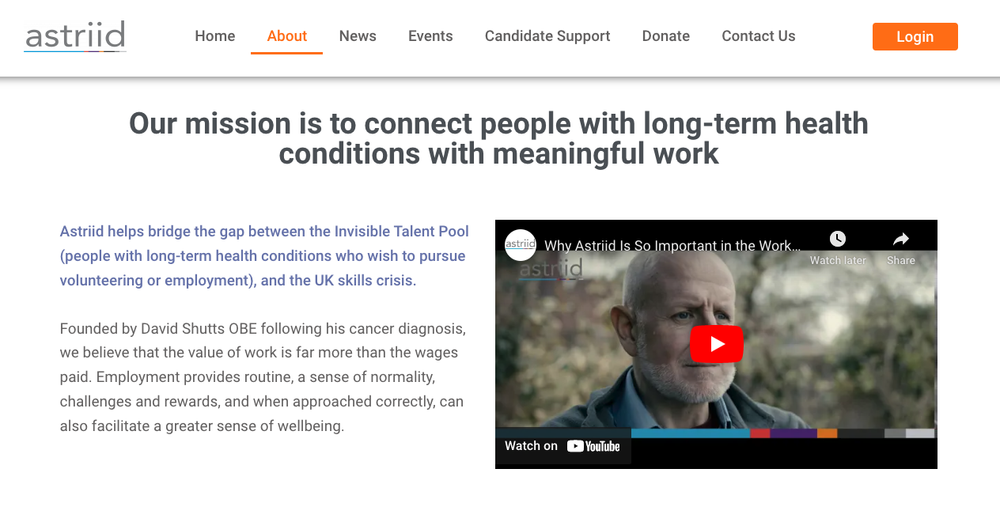 astriid
Home
About
News
Events
Candidate Support
Donate
Contact Us
Login
Our mission is to connect people with long-term health
conditions with meaningful work
Astriid helps bridge the gap between the Invisible Talent Pool
(people with long-term health conditions who wish to pursue
volunteering or employment), and the UK skills crisis.
Founded by David Shutts OBE following his cancer diagnosis,
we believe that the value of work is far more than the wages
paid. Employment provides routine, a sense of normality,
challenges and rewards, and when approached correctly, can
also facilitate a greater sense of wellbeing.
astriid
Why Astriid Is So Important in the Work...
Watch later
Share
astriid
Watch on YouTube